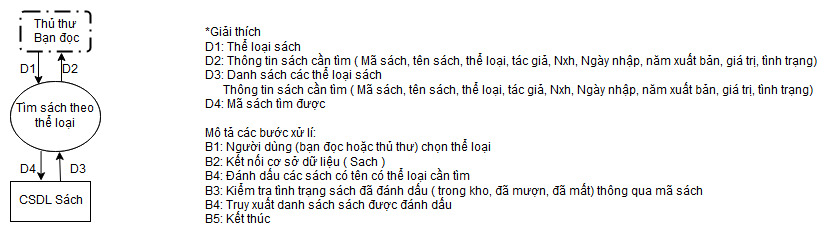 Thủ thư
Bạn đọc
D1
D2
Tìm sách theo
thể loại
D4
D3
CSDL Sách
*Giải thích
D1: Thể loại sách
D2: Thông tin sách cần tìm ( Mã sách, tên sách, thể loại, tác giả, Nxh, Ngày nhập, năm xuất bản, giá trị, tình trạng)
D3: Danh sách các thể loại sách
Thông tin sách cần tìm ( Mã sách, tên sách, thể loại, tác giả, Nxh, Ngày nhập, năm xuất bản, giá trị, tình trạng)
D4: Mã sách tìm được
Mô tả các bước xử lí:
B1: Người dùng (bạn đọc hoặc thủ thư) chọn thể loại
B2: Kết nối cơ sở dữ liệu ( Sach )
B4: Đánh dấu các sách có tên có thể loại cần tìm
B3: Kiểm tra tình trạng sách đã đánh dấu ( trong kho, đã mượn, đã mất) thông qua mã sách
B4: Truy xuất danh sách sách được đánh dấu
B5: Kết thúc